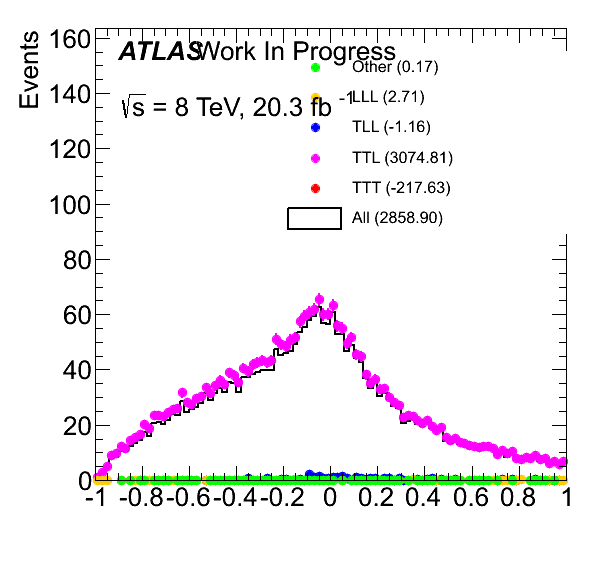 Events
ATLAS Work In Progress
√s = 8 TeV, 20.3 fb -1
Other (0.17)
LLL (2.71)
TLL (-1.16)
TTL (3074.81)
TTT (-217.63)
All (2858.90)
160
140
120
100
80
60
40
20
0
-1 -0.8 -0.6 -0.4 -0.2 0 0.2 0.4 0.6 0.8 1